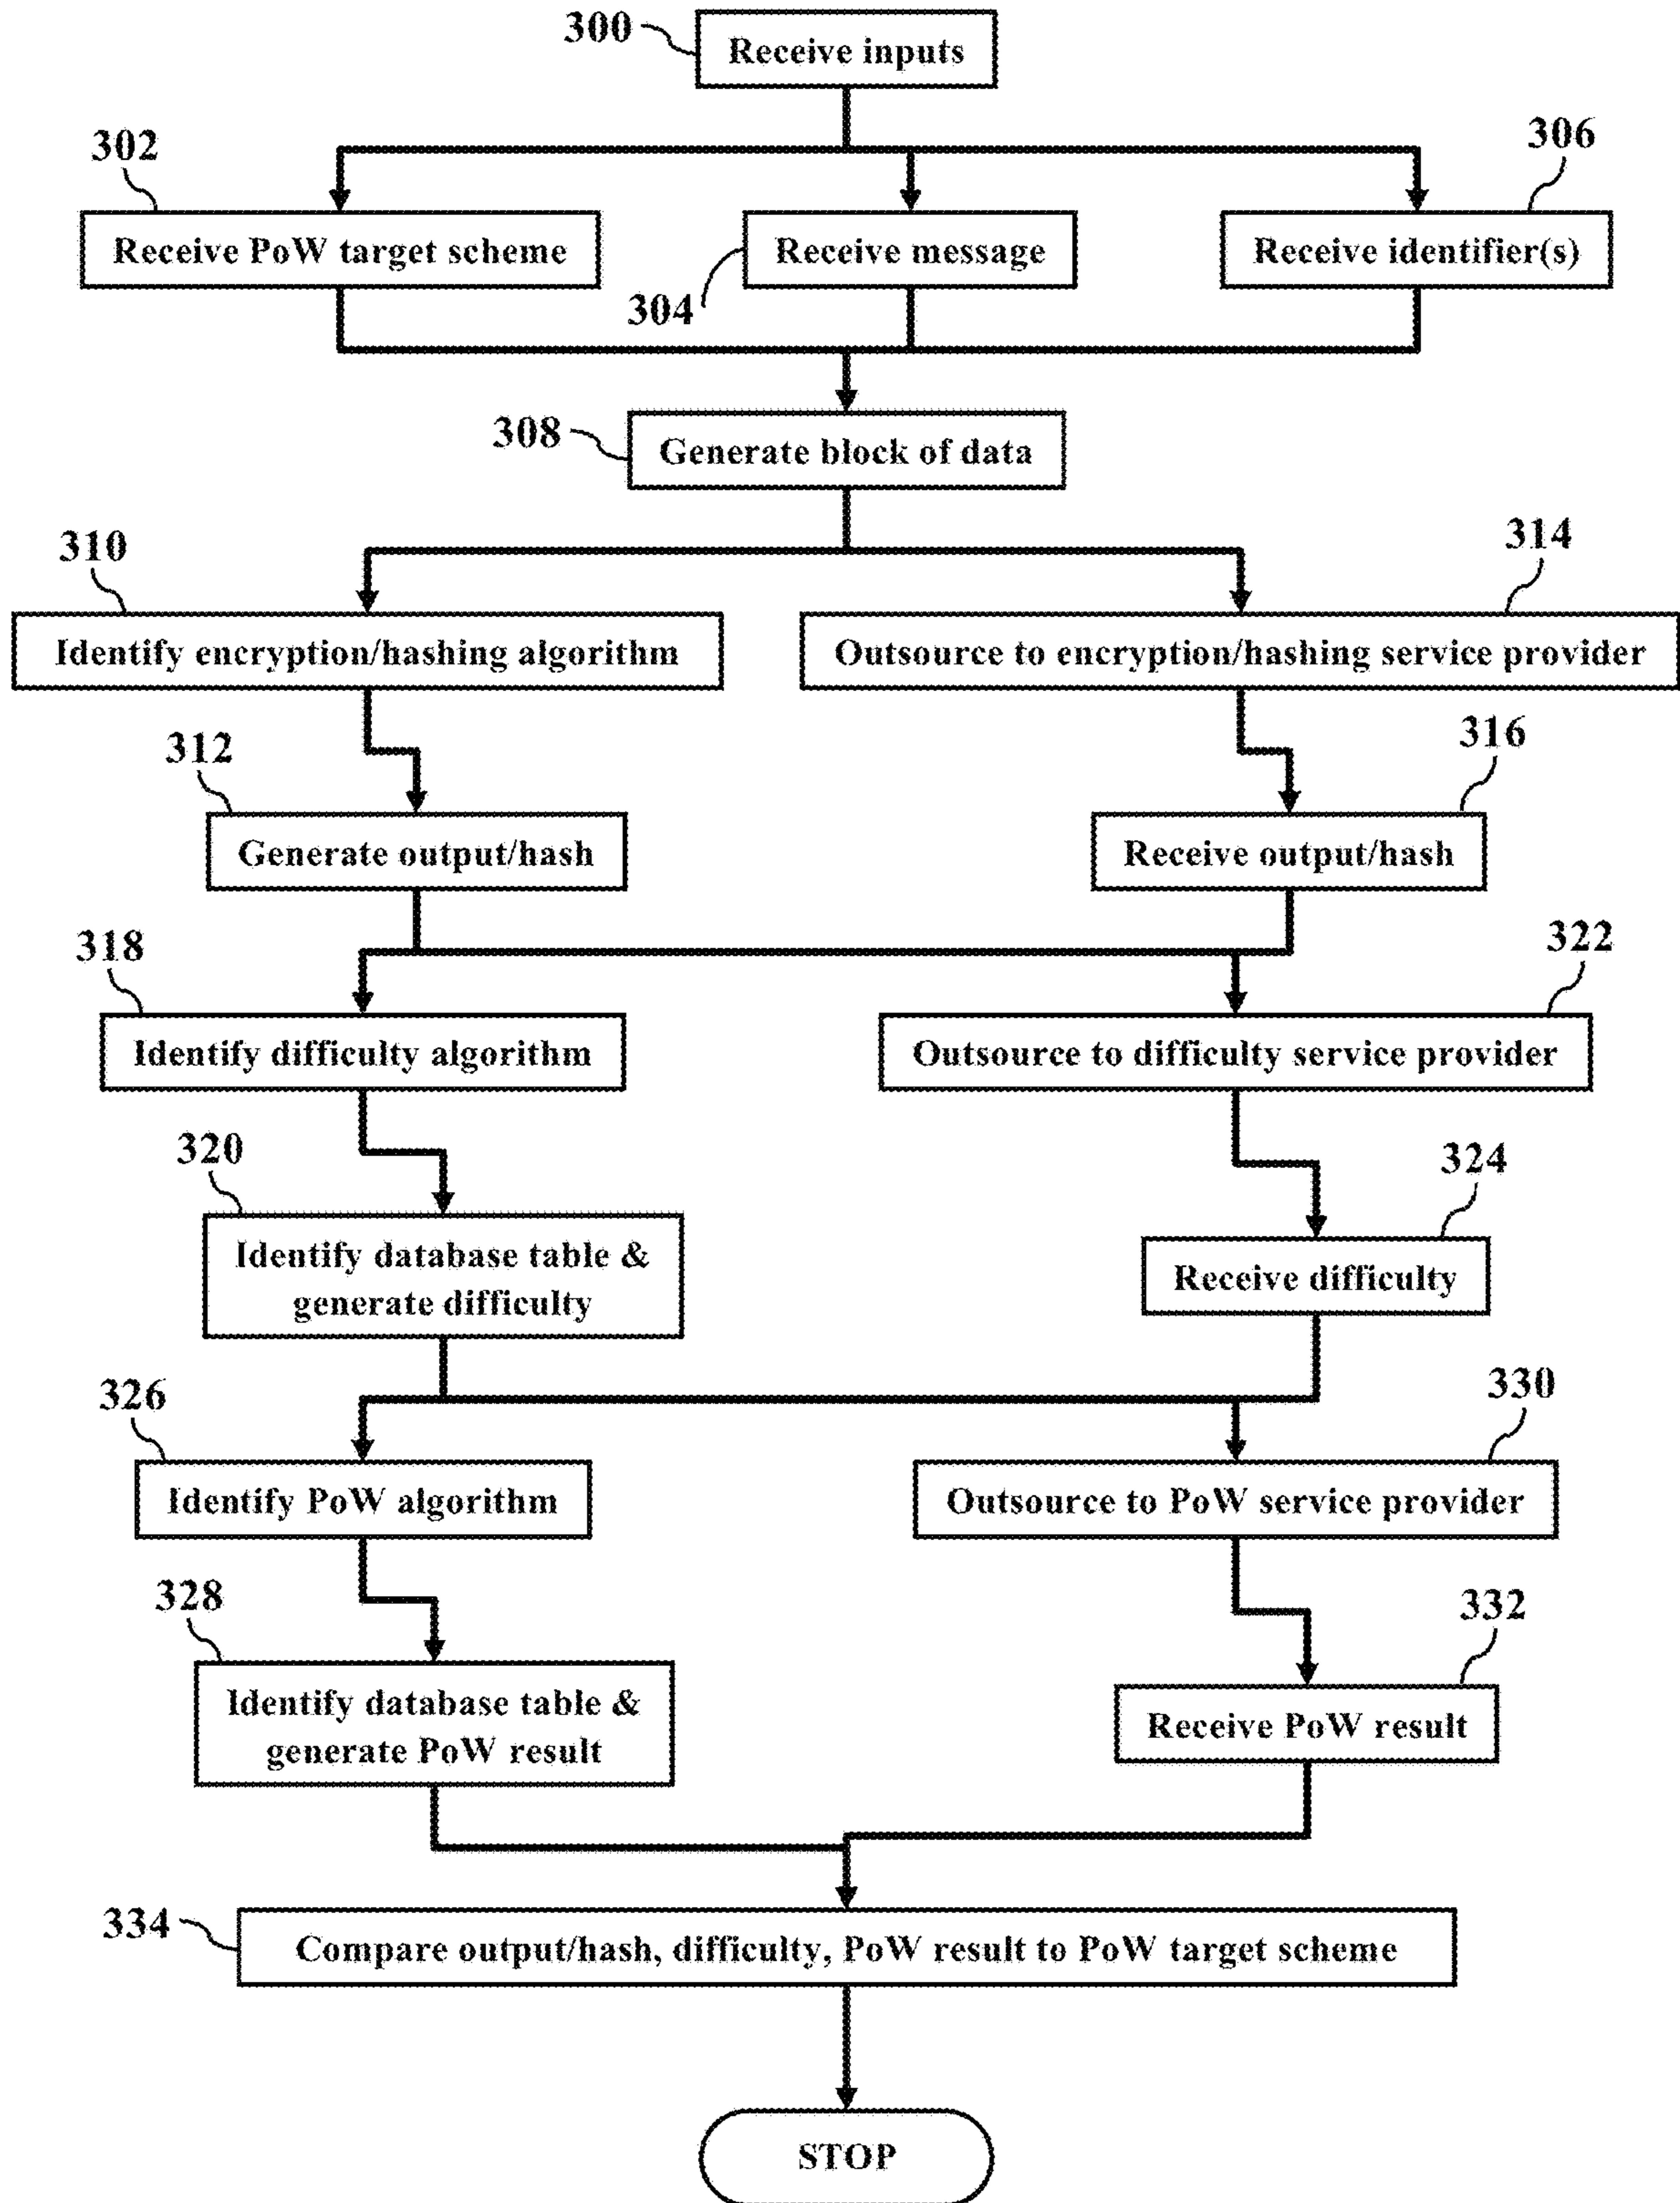 300
Receive inputs
302
306
Receive PoW target scheme
Receive message
Receive identifier(s)
304
308
Generate block of data
310
314
Identify encryption/hashing algorithm
Outsource to encryption/hashing service provider
312
316
Generate output/hash
Receive output/hash
318
322
Identify difficulty algorithm
Outsource to difficulty service provider
320
324
Identify database table &
generate difficulty
Receive difficulty
326
330
Identify PoW algorithm
Outsource to PoW service provider
328
332
Identify database table &
generate PoW result
Receive PoW result
334
Compare output/hash, difficulty, PoW result to PoW target scheme
STOP